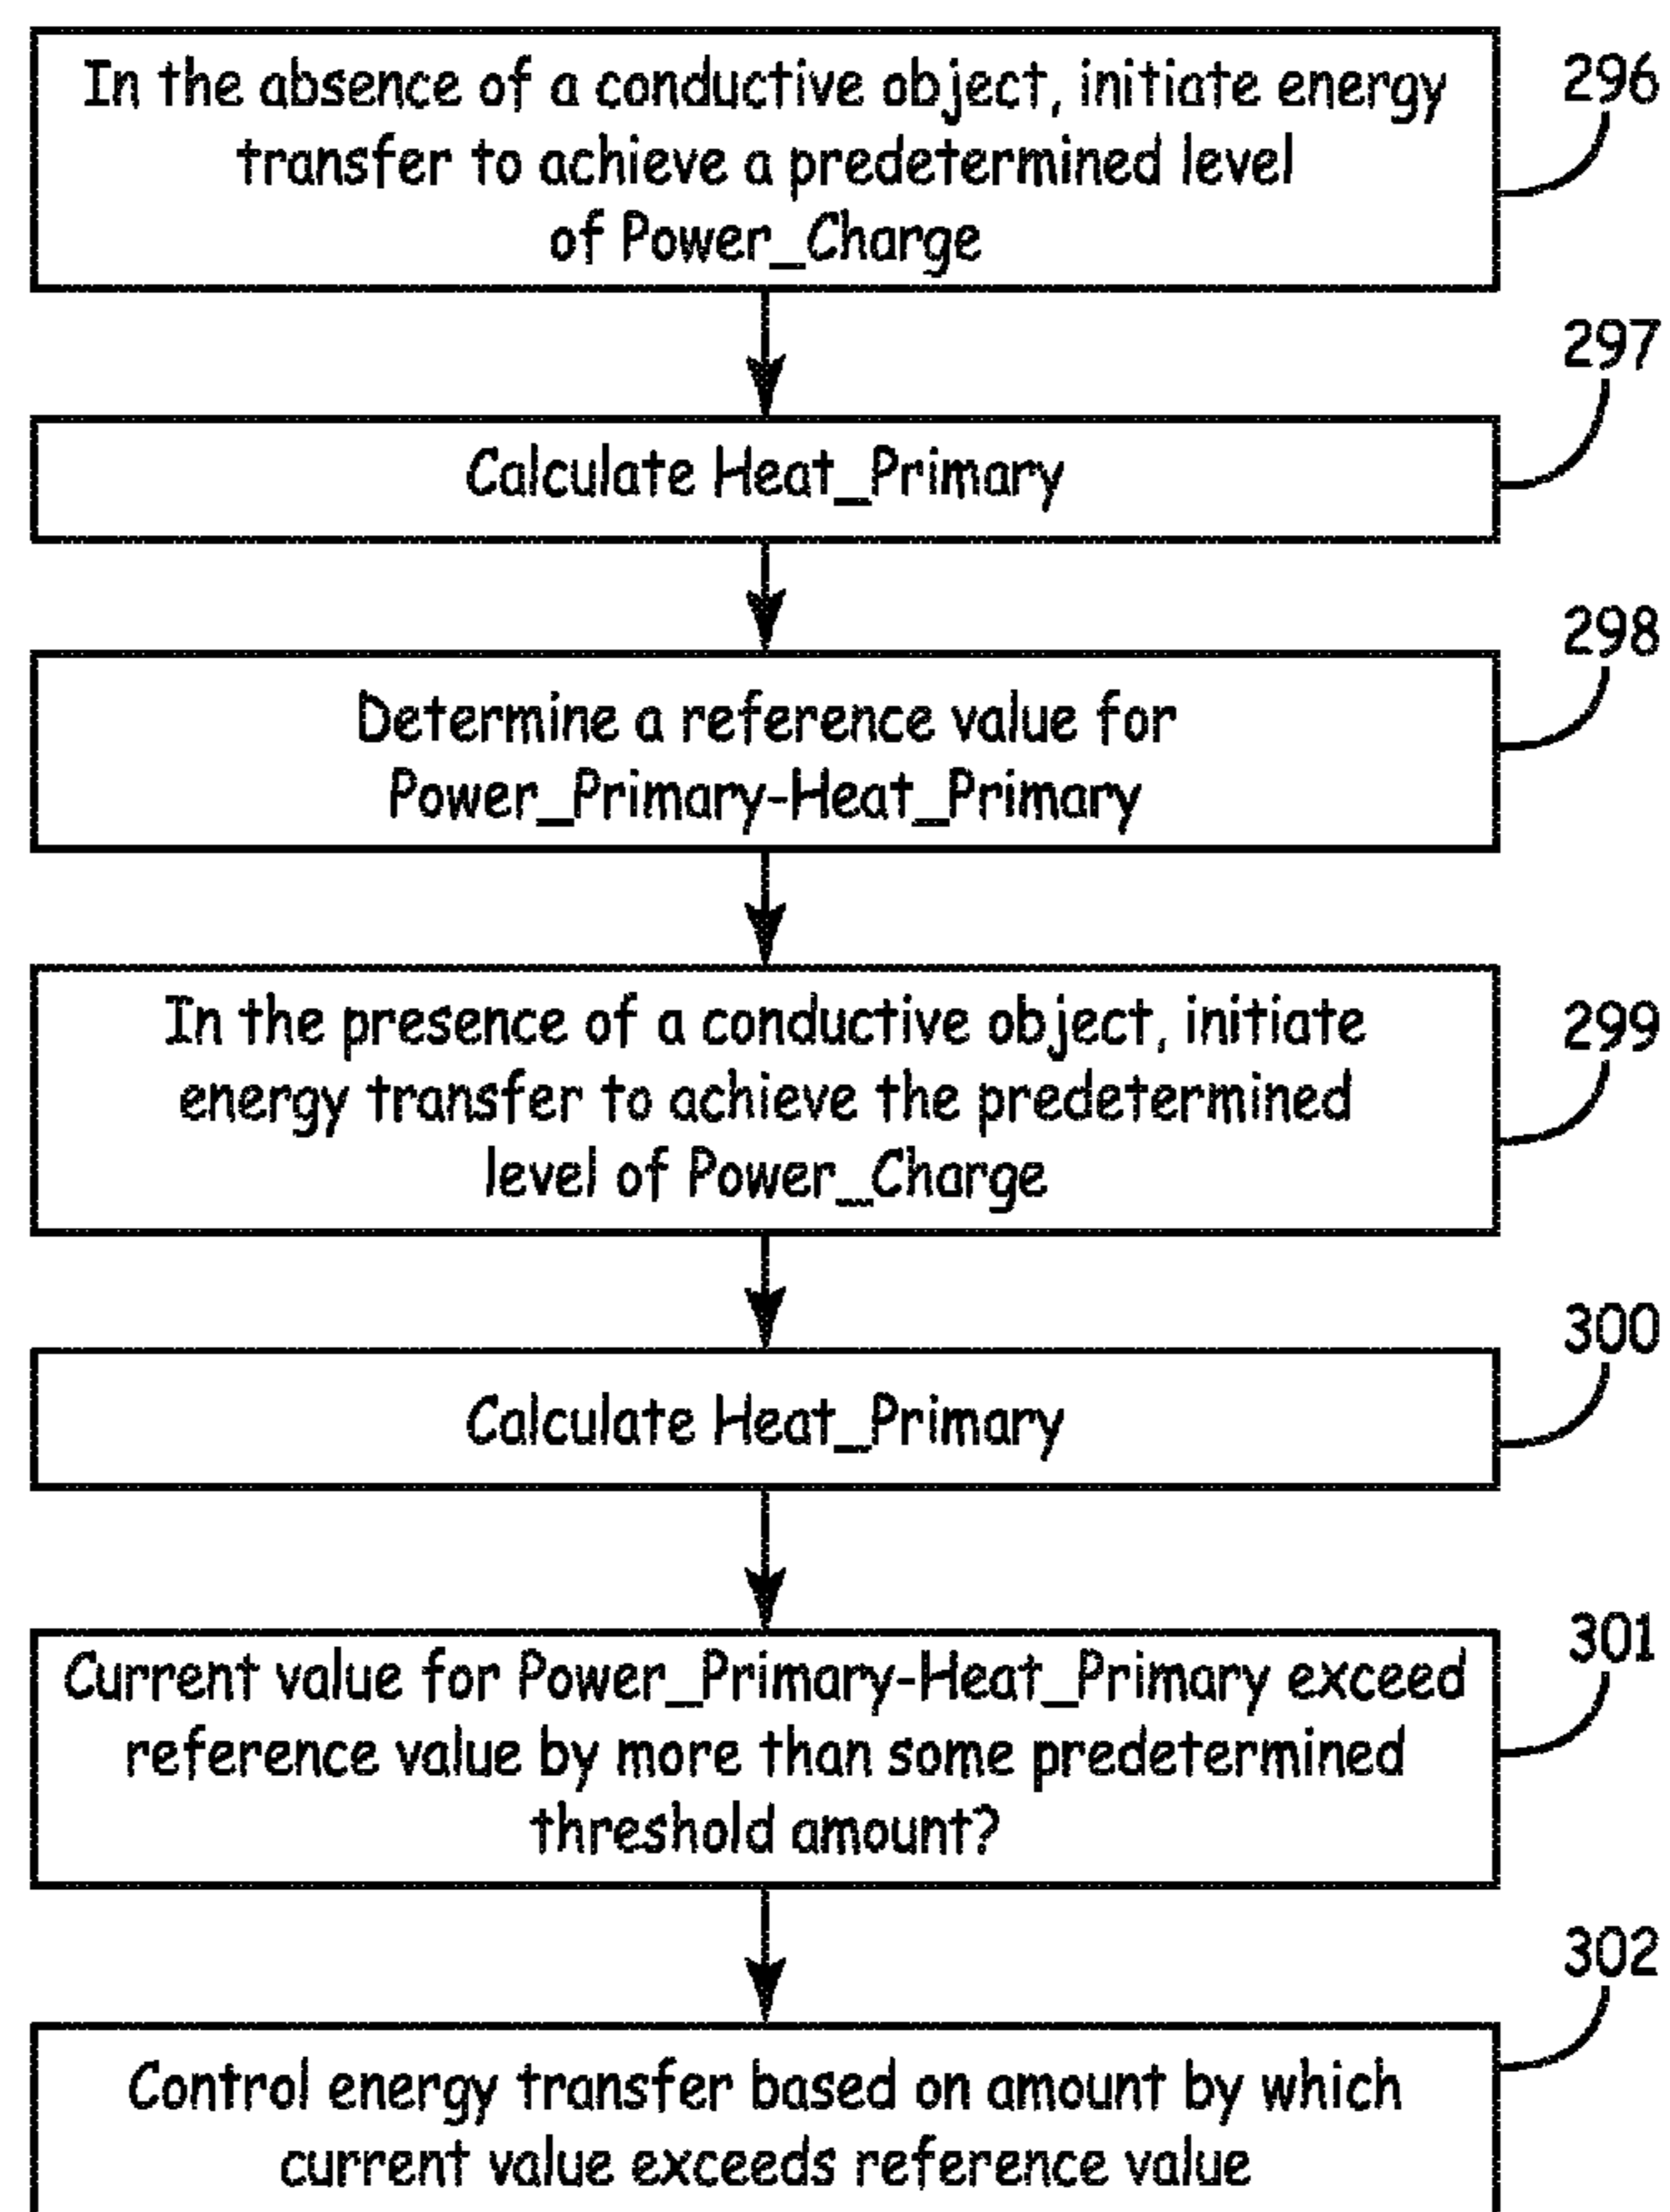 In the absence of a conductive object, initiate energy
transfer to achieve a predetermined level
of Power_Charge
296
297
Calculate Heat_Primary
298
Determine a reference value for
Power_Primary-Heat_Primary
In the presence of a conductive object, initiate
energy transfer to achieve the predetermined
level of Power_Charge
299
300
Calculate Heat_Primary
301
Current value for Power_Primary-Heat_Primary exceed
reference value by more than some predetermined
threshold amount?
302
Control energy transfer based on amount by which
current value exceeds reference value